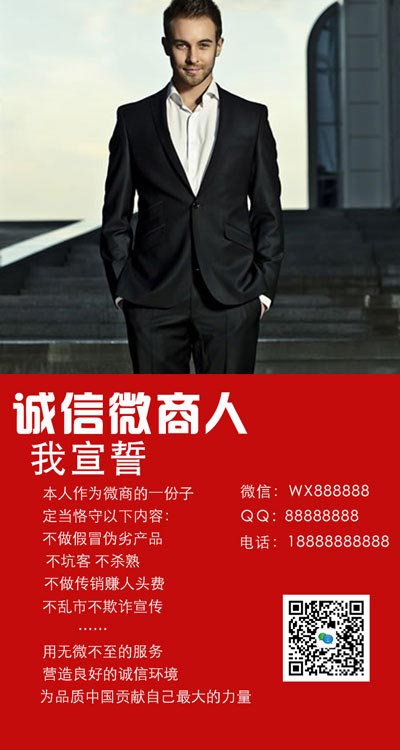 诚信微商人
我宣誓
本人作为微商的一份子
定当恪守以下内容：
不做假冒伪劣产品
不坑客 不杀熟
不做传销赚人头费
不乱市不欺诈宣传
······
用无微不至的服务
营造良好的诚信环境
为品质中国贡献自己最大的力量
微信：WX888888
QQ：88888888
电话：18888888888